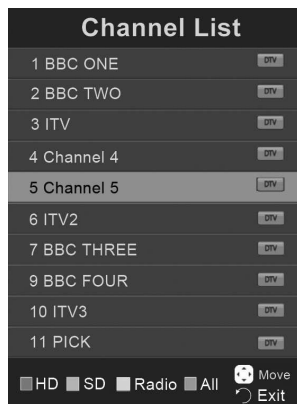 Channel List
1 BBC ONE DTV
2 BBC TWO DTV
3 ITV DTV
4 Channel 4 DTV
5 Channel 5 DTV
6 ITV2 DTV
7 BBC THREE DTV
9 BBC FOUR DTV
10 ITV3 DTV
11 PICK DTV
HD SD Radio All Move
Exit